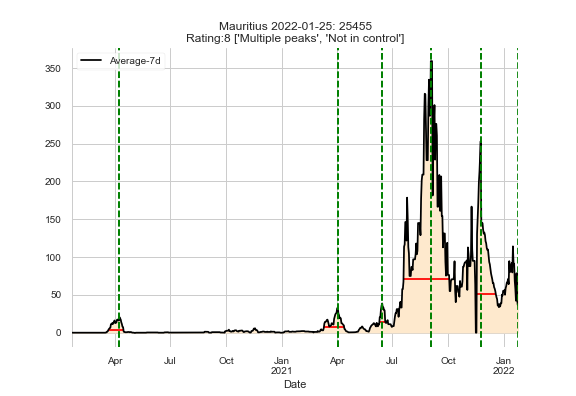 Mauritius 2022-01-25: 25455
Rating:8 ['Multiple peaks', 'Not in control']
Average-7d
350
300
250
200
150
100
50
0
Apr Jul Oct Jan Apr Jul Oct Jan
2021 2022
Date